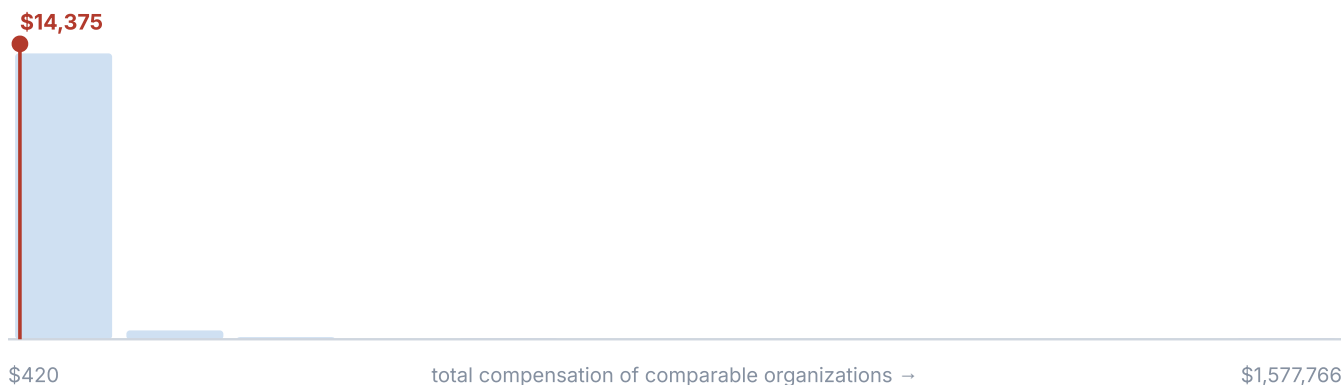 $14,375
$420
total compensation of comparable organizations →
$1,577,766